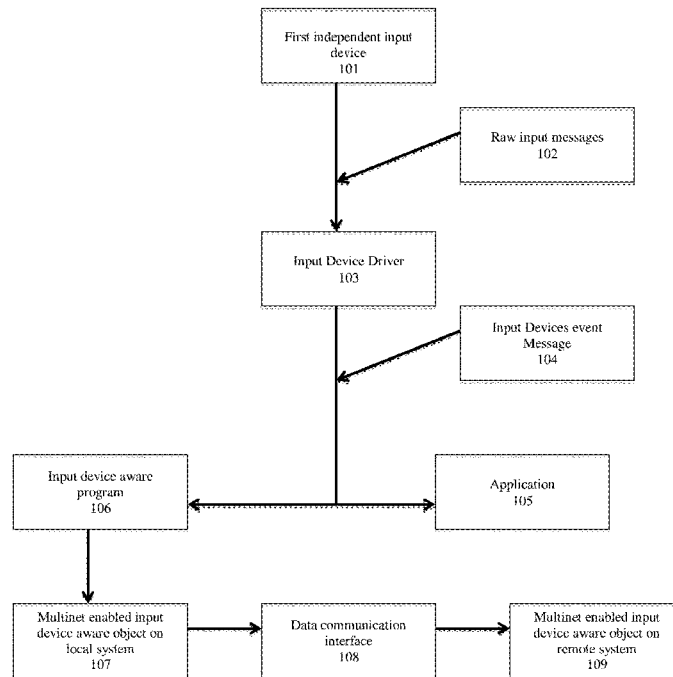 First independent input
device
101
Raw input messages
102
Input Device Driver
103
Input Devices event
Message
104
Input device aware
program
106
Application
105
Multinet enabled input
device aware object on
local system
107
Data communication
interface
108
Multinet enabled input
device aware object on
remote system
109